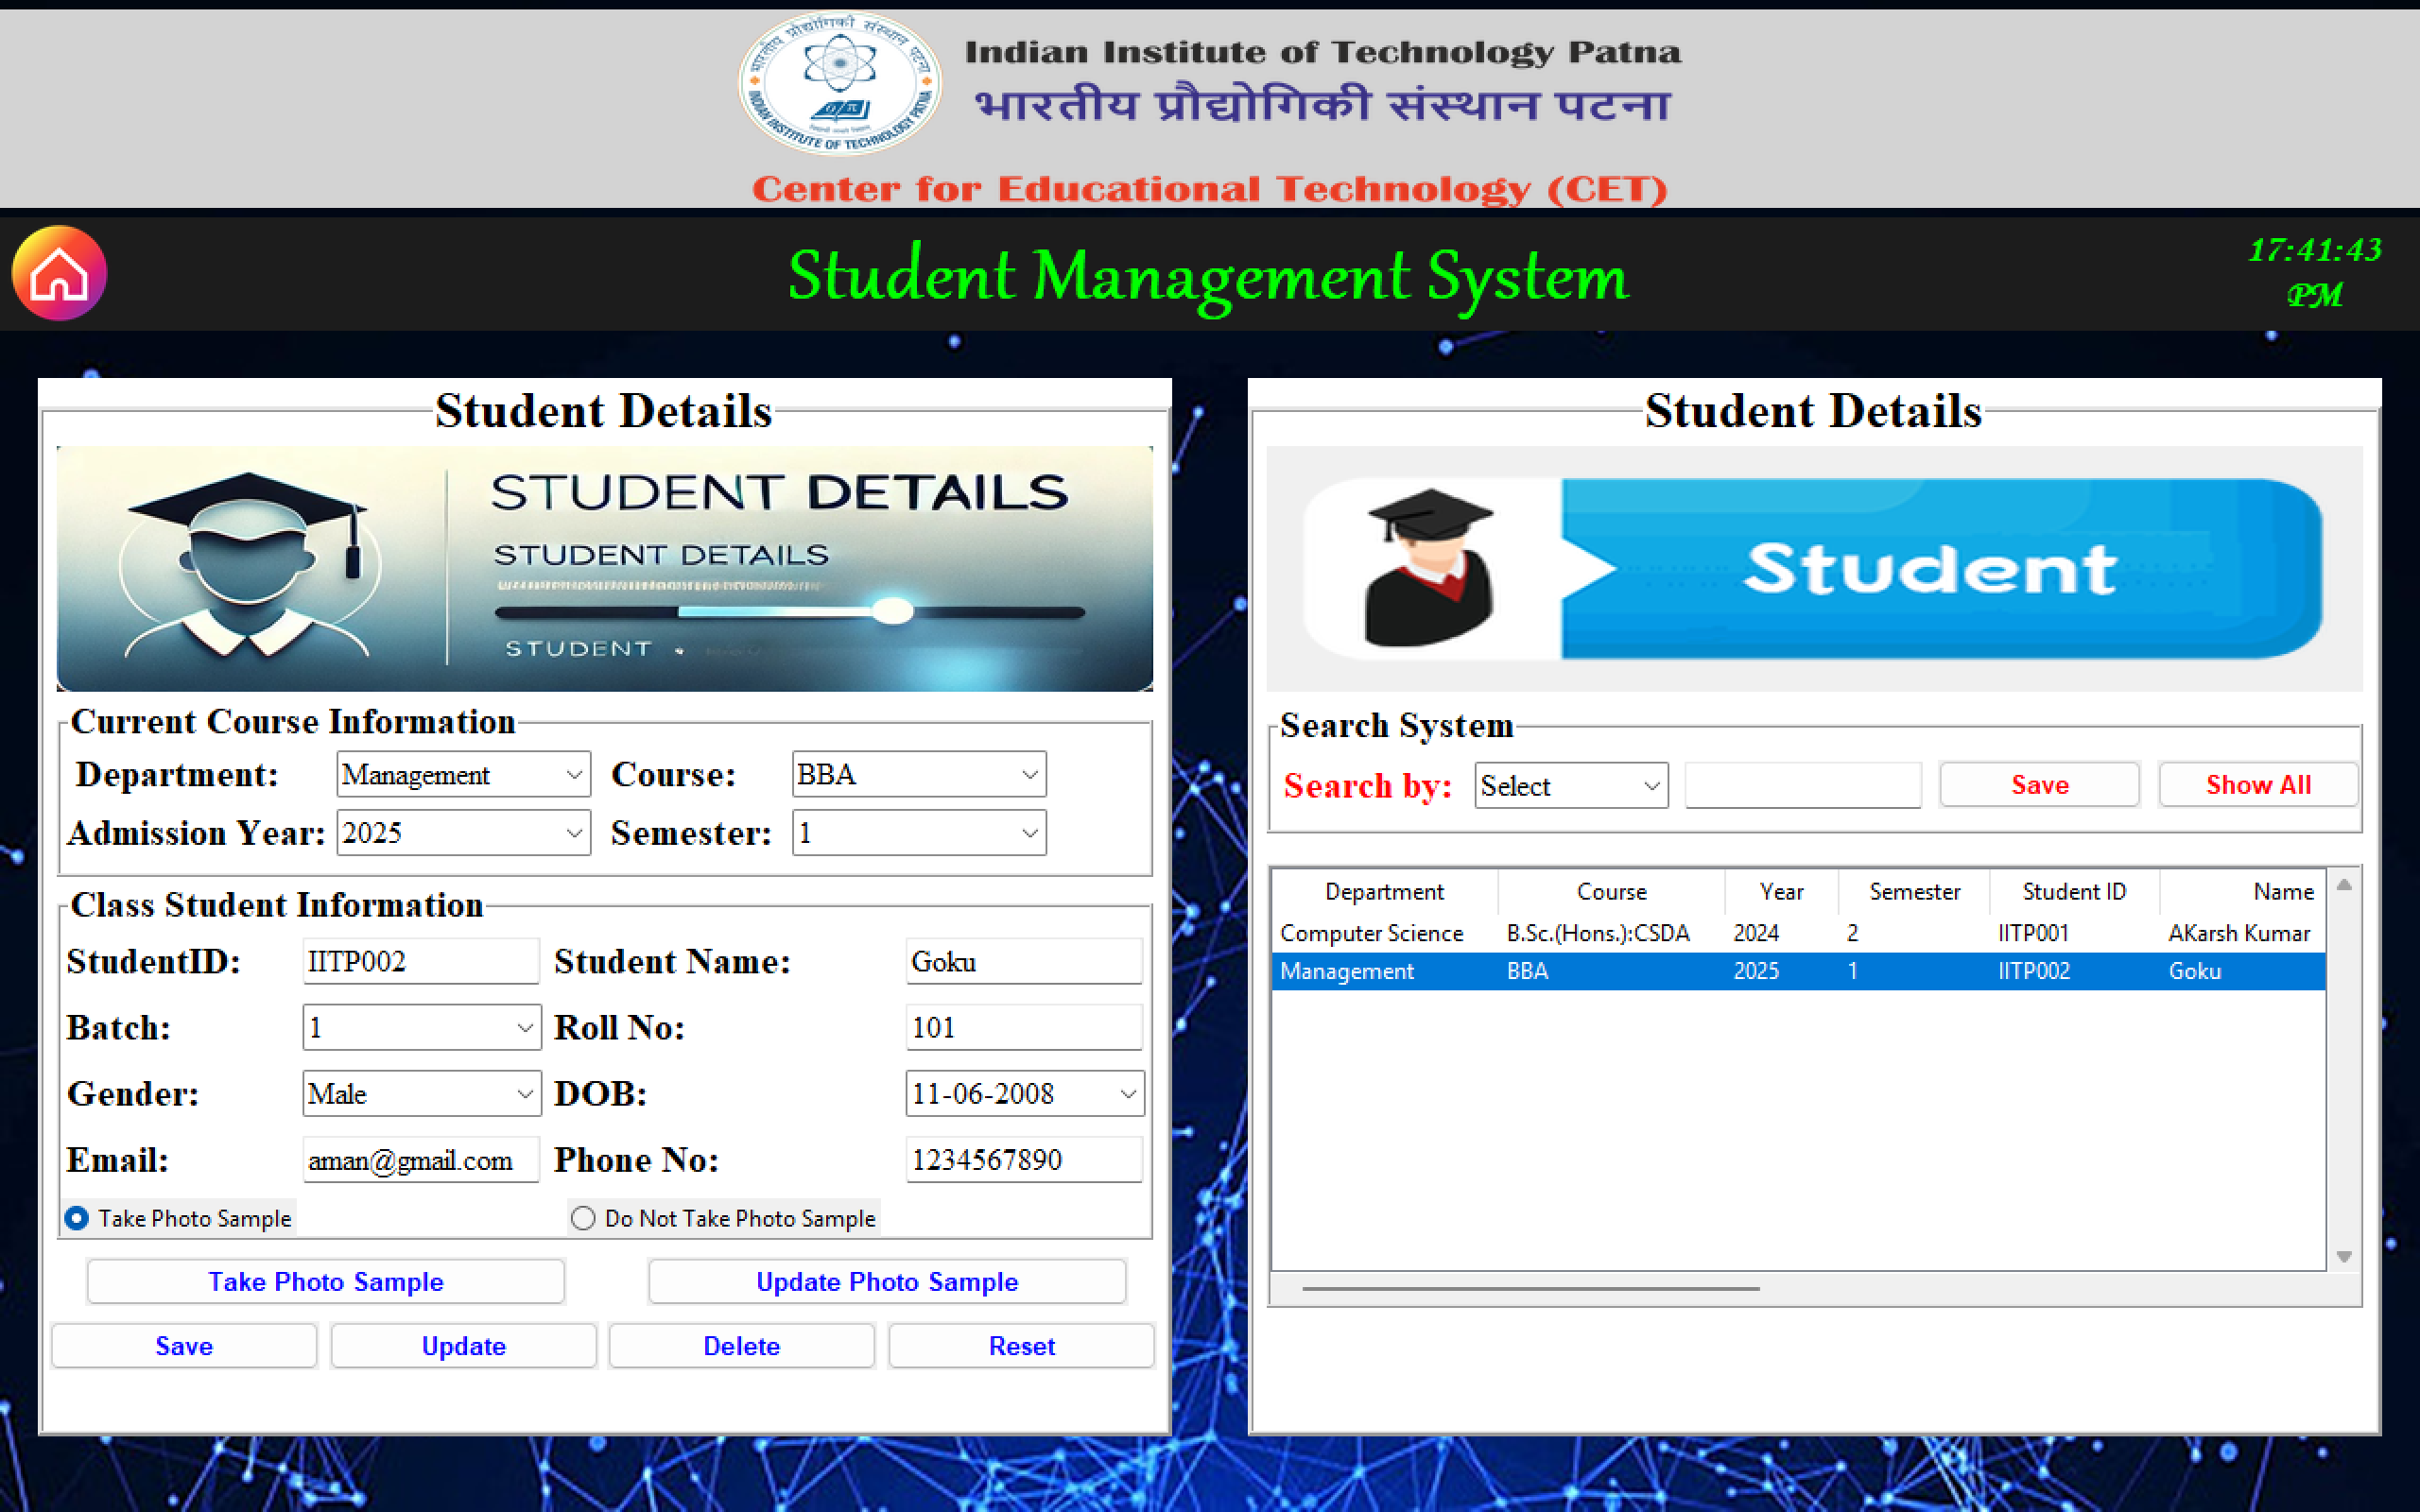 भारतीय प्रौद्योगिकी संस्थान पटना
INDIAN INSTITUTE OF TECHNOLOGY PATNA
Indian Institute of Technology Patna
भारतीय प्रौद्योगिकी संस्थान पटना
Center for Educational Technology (CET)
Student Management System
17:41:43
PM
Student Details
STUDENT DETAILS
STUDENT DETAILS
STUDENT
Current Course Information
Department: Management Course: BBA
Admission Year: 2025 Semester: 1
Class Student Information
StudentID: IITP002 Student Name: Goku
Batch: 1 Roll No: 101
Gender: Male DOB: 11-06-2008
Email: aman@gmail.com Phone No: 1234567890
Take Photo Sample Do Not Take Photo Sample
Take Photo Sample Update Photo Sample
Save Update Delete Reset
Student Details
Student
Search System
Search by: Select Save Show All
Department Course Year Semester Student ID Name
Computer Science B.Sc.(Hons.):CSDA 2024 2 IITP001 AKarsh Kumar
Management BBA 2025 1 IITP002 Goku